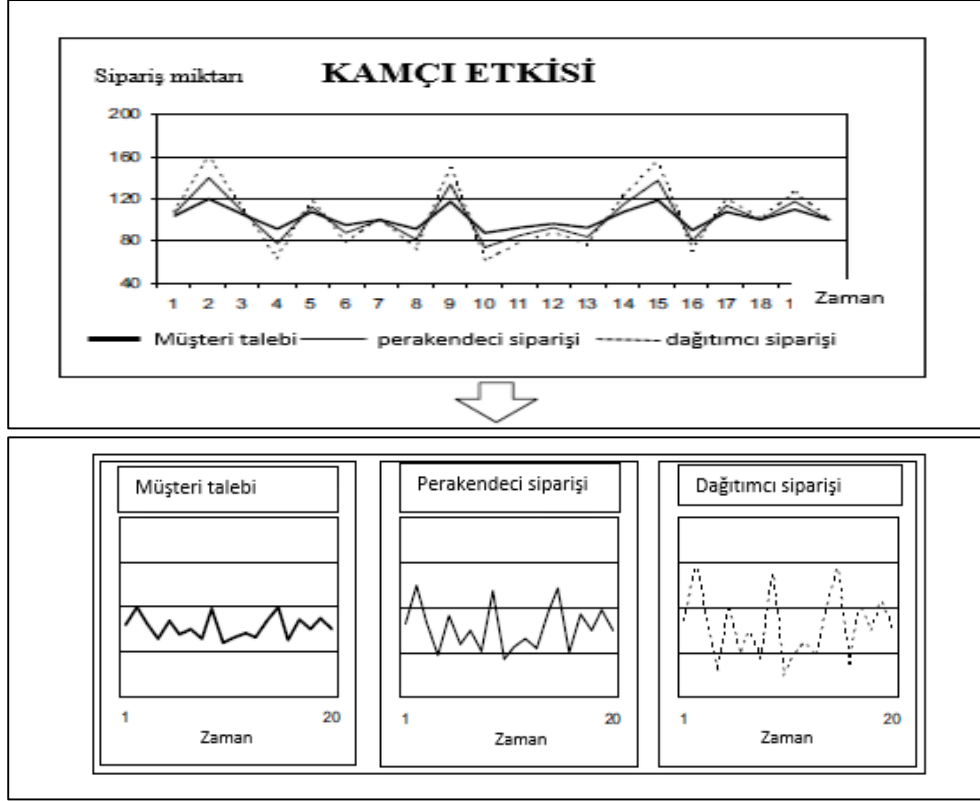 Sipariş miktarı KAMÇI ETKİSİ
200
160
120
80
40
1 2 3 4 5 6 7 8 9 10 11 12 13 14 15 16 17 18 1 Zaman
Müşteri talebi perakendeci siparişi dağıtımcı siparişi
Müşteri talebi Perakendeci siparişi Dağıtımcı siparişi
1 20 1 20 1 20
Zaman Zaman Zaman